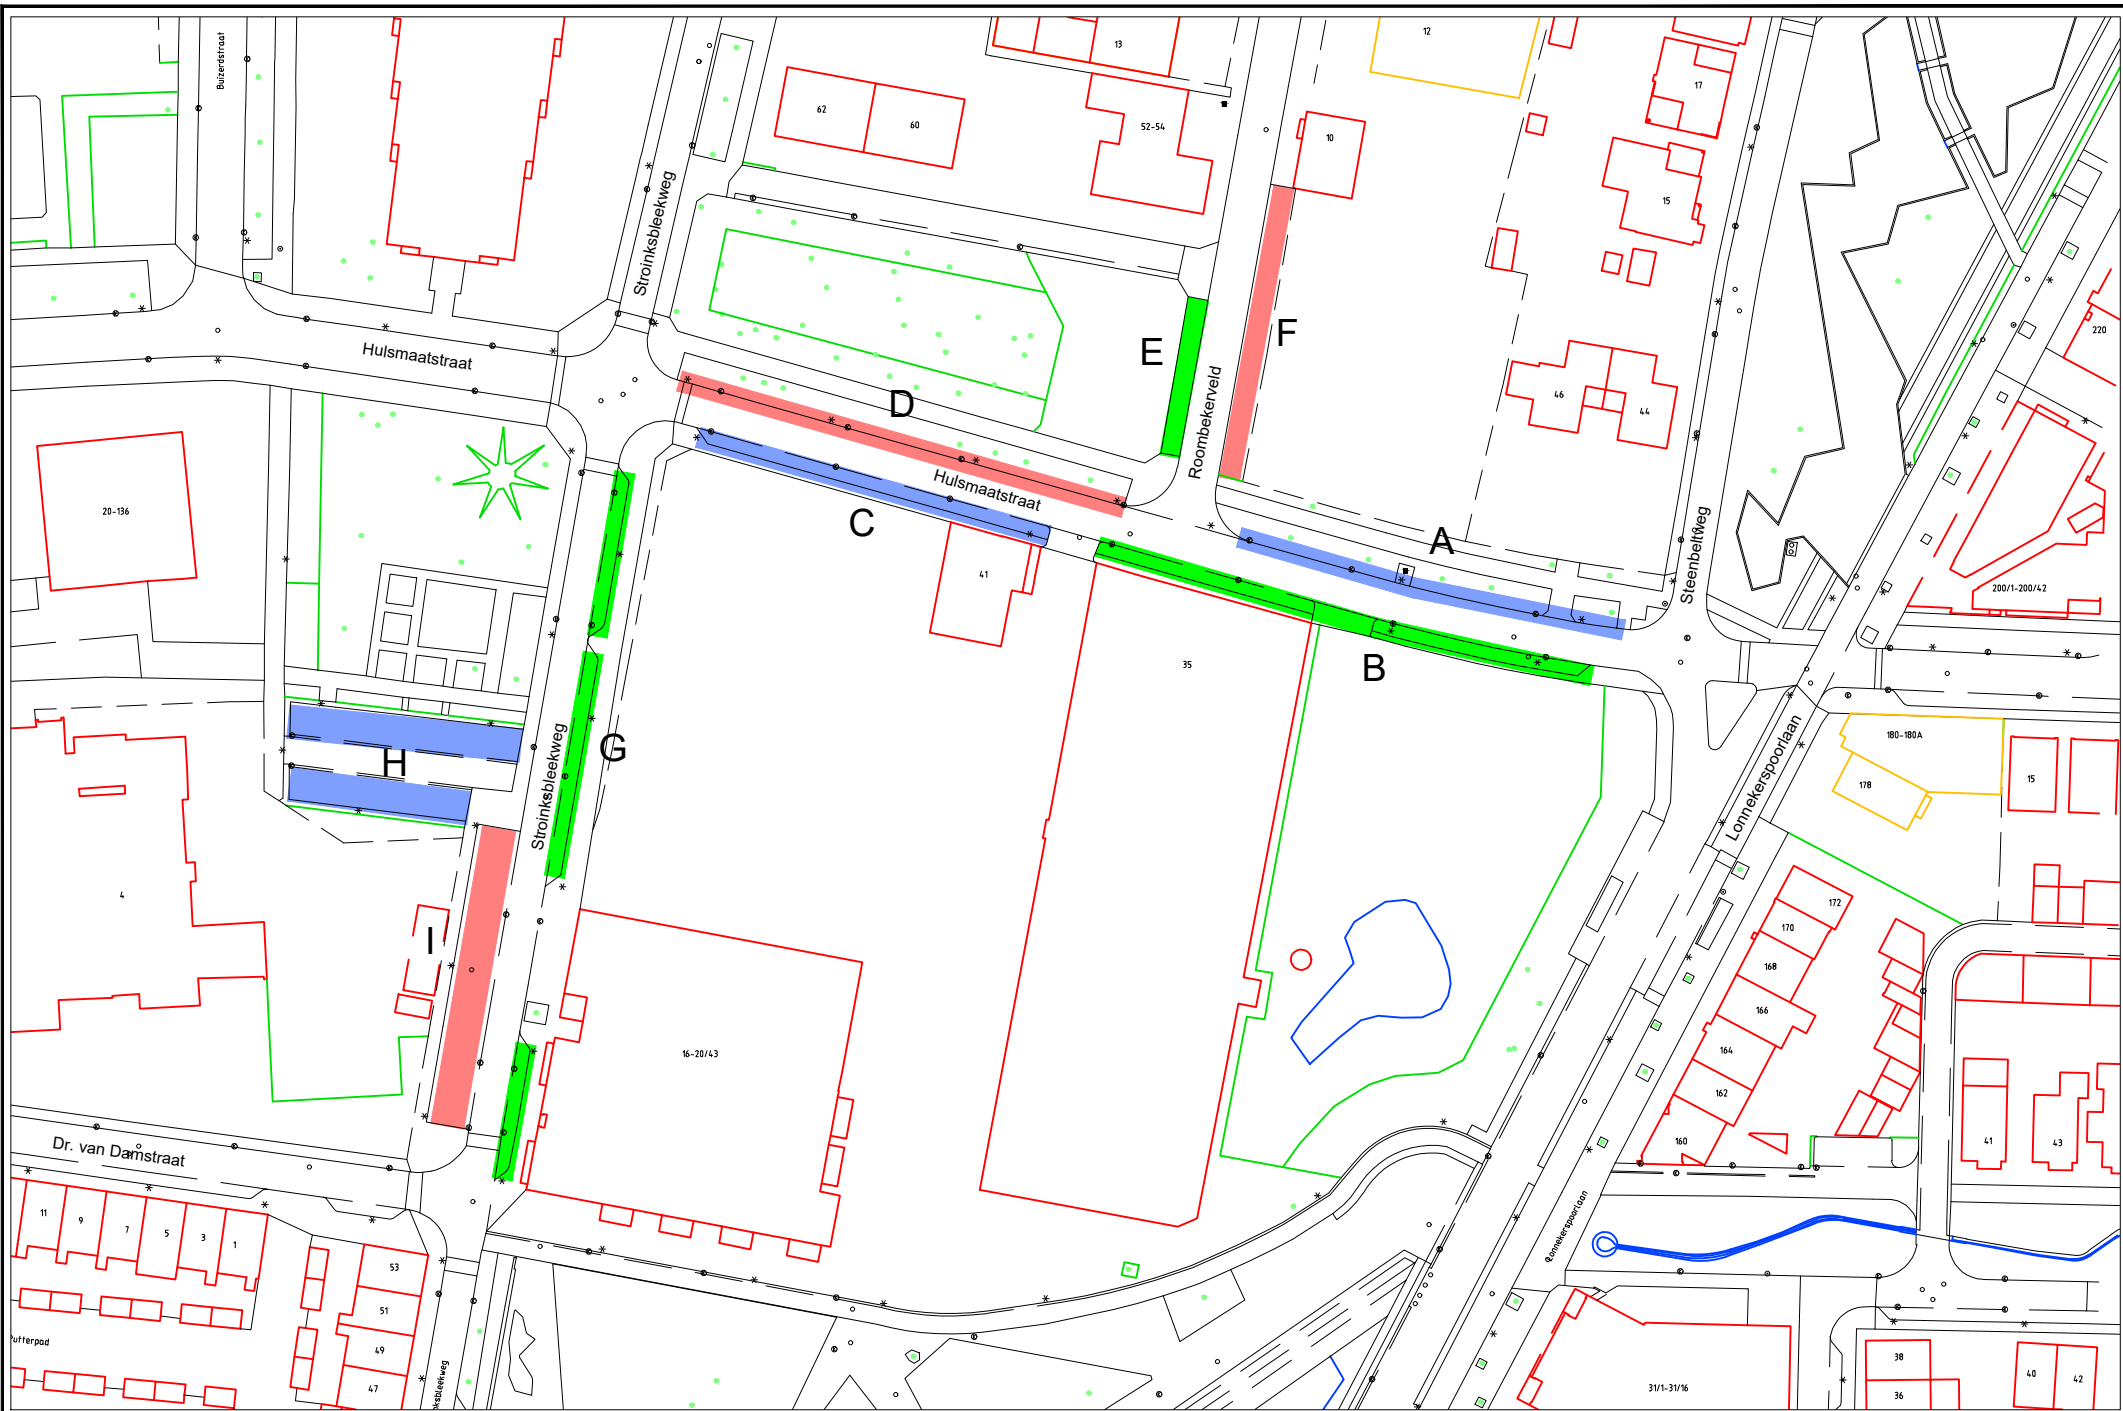 Buizerdstraat
13
12
17
62
60
52-54
10
15
Stroinksbleekweg
E
F
220
Hulsmaatstraat
D
Roombekerveld
46
44
Hulsmaatstraat
20-136
C
A
Steenbeltweg
41
200/1-200/42
35
B
Stroinksbleekweg
G
H
Lonnekerspoorlaan
180-180A
178
15
4
I
172
170
168
166
164
162
160
16-20/43
41
43
Dr. van Damstraat
11
9
7
5
3
1
53
51
49
47
Lonnekerspoorlaan
38
36
40
42
31/1-31/16